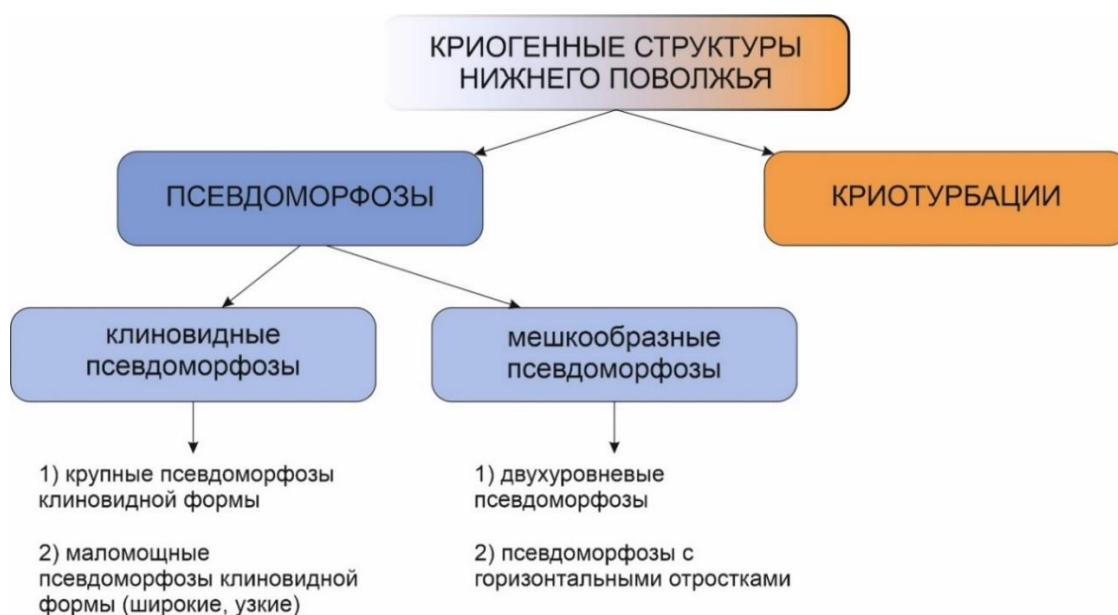 КРИОГЕННЫЕ СТРУКТУРЫ
НИЖНЕГО ПОВОЛЖЬЯ
ПСЕВДОМОРФОЗЫ
КРИОТУРБАЦИИ
клиновидные
псевдоморфозы
мешкообразные
псевдоморфозы
1) крупные псевдоморфозы
клиновидной формы
2) маломощные
псевдоморфозы клиновидной
формы (широкие, узкие)
1) двухуровневые
псевдоморфозы
2) псевдоморфозы с
горизонтальными отростками